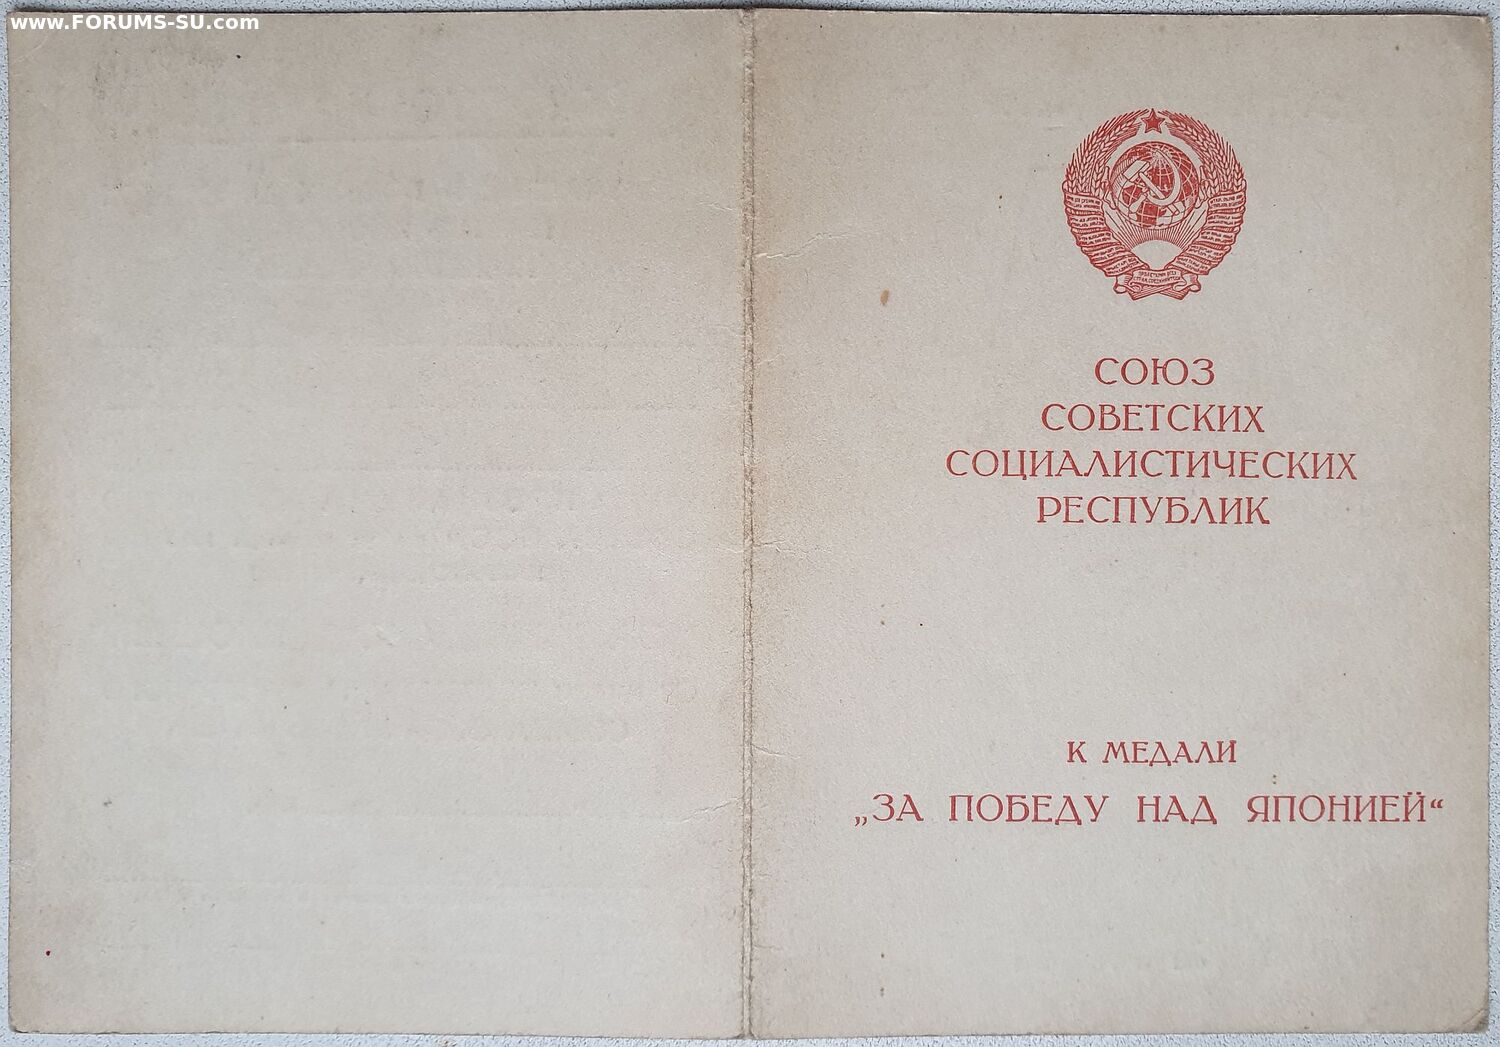 www.FORUMS-SU.com
СОЮЗ
СОВЕТСКИХ
СОЦИАЛИСТИЧЕСКИХ
РЕСПУБЛИК
К МЕДАЛИ
„ЗА ПОБЕДУ НАД ЯПОНИЕЙ“